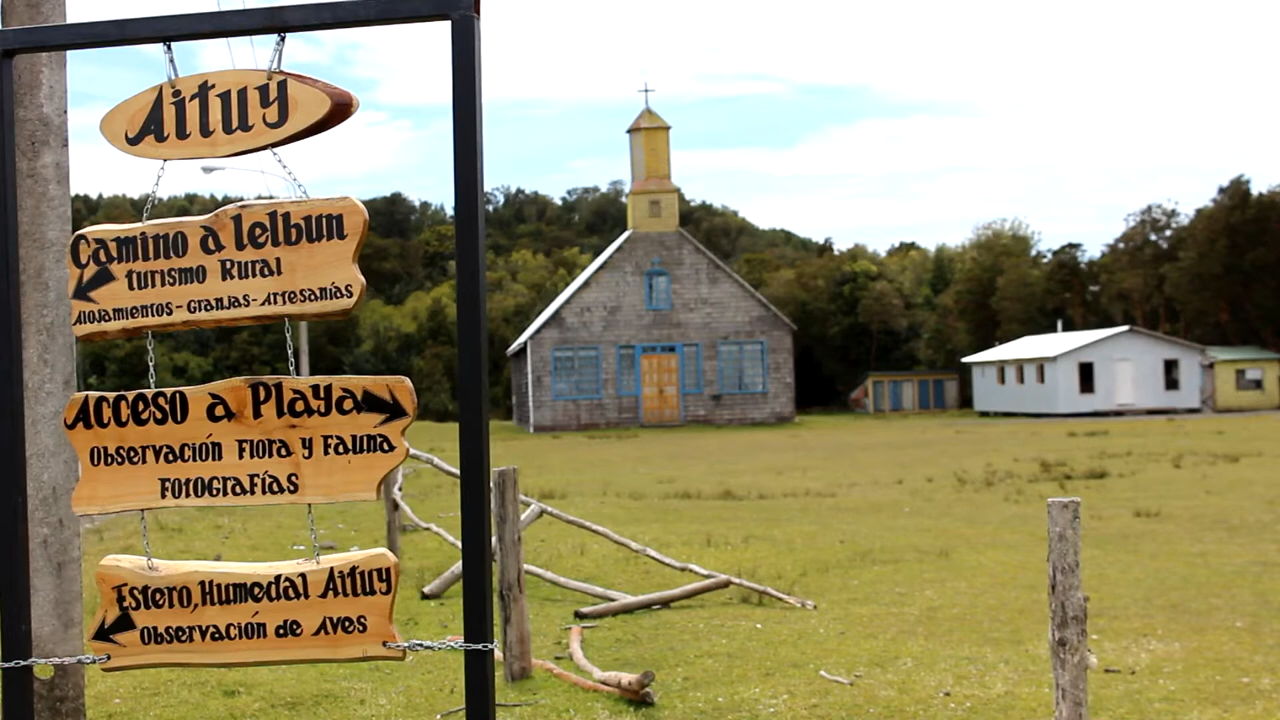 Aituy
Camino a lelbun
turismo Rural
Alojamientos-Granjas-Artesanías
Acceso a Playa
Observación Flora y Fauna
Fotografías
Estero, Humedal Aituy
Observación de Aves